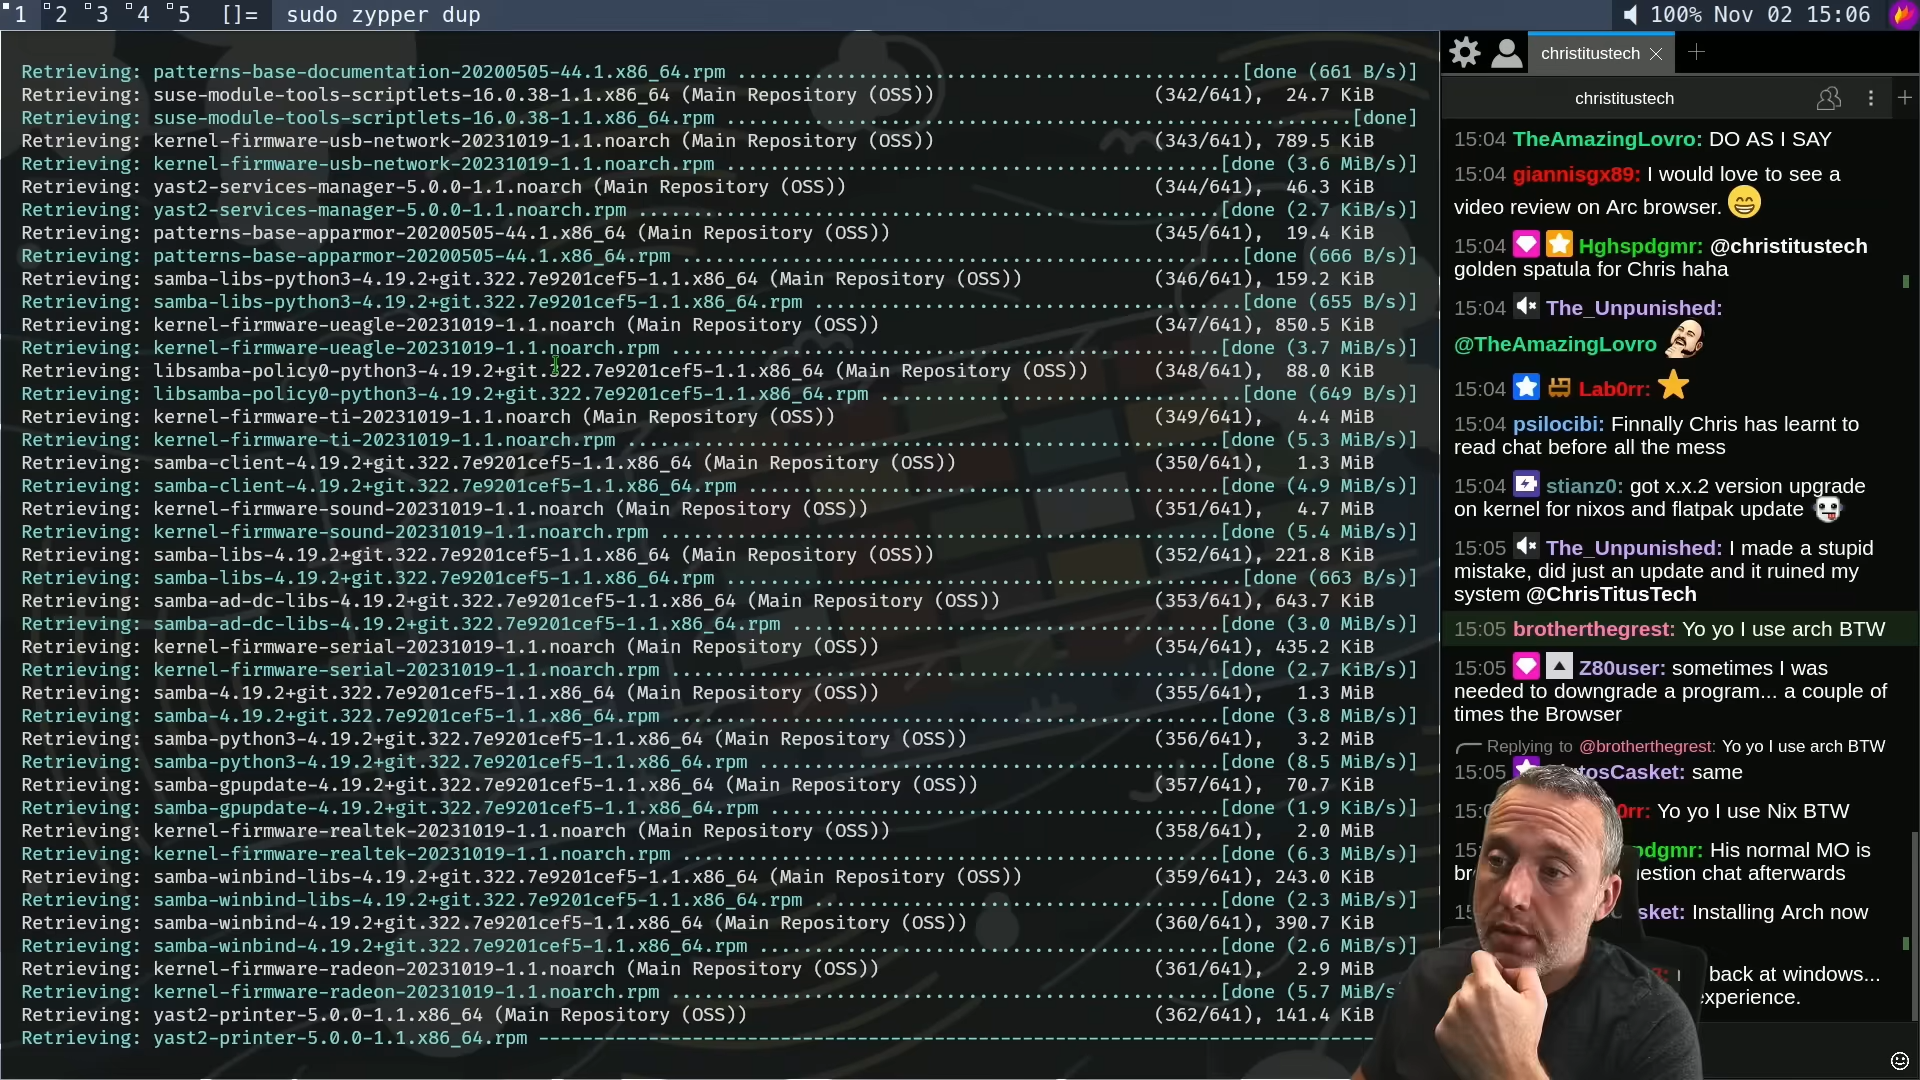 1 2 3 4 5 []= sudo zypper dup 100% Nov 02 15:06
Retrieving: patterns-base-documentation-20200505-44.1.x86_64.rpm ..............................................[done (661 B/s)]
Retrieving: suse-module-tools-scriptlets-16.0.38-1.1.x86_64 (Main Repository (OSS)) (342/641), 24.7 KiB
Retrieving: suse-module-tools-scriptlets-16.0.38-1.1.x86_64.rpm .........................................................[done]
Retrieving: kernel-firmware-usb-network-20231019-1.1.noarch (Main Repository (OSS)) (343/641), 789.5 KiB
Retrieving: kernel-firmware-usb-network-20231019-1.1.noarch.rpm .............................................[done (3.6 MiB/s)]
Retrieving: yast2-services-manager-5.0.0-1.1.noarch (Main Repository (OSS)) (344/641), 46.3 KiB
Retrieving: yast2-services-manager-5.0.0-1.1.noarch.rpm .....................................................[done (2.7 KiB/s)]
Retrieving: patterns-base-apparmor-20200505-44.1.x86_64 (Main Repository (OSS)) (345/641), 19.4 KiB
Retrieving: patterns-base-apparmor-20200505-44.1.x86_64.rpm ...................................................[done (666 B/s)]
Retrieving: samba-libs-python3-4.19.2+git.322.7e9201cef5-1.1.x86_64 (Main Repository (OSS)) (346/641), 159.2 KiB
Retrieving: samba-libs-python3-4.19.2+git.322.7e9201cef5-1.1.x86_64.rpm .......................................[done (655 B/s)]
Retrieving: kernel-firmware-ueagle-20231019-1.1.noarch (Main Repository (OSS)) (347/641), 850.5 KiB
Retrieving: kernel-firmware-ueagle-20231019-1.1.noarch.rpm ..................................................[done (3.7 MiB/s)]
Retrieving: libsamba-policy0-python3-4.19.2+git.322.7e9201cef5-1.1.x86_64 (Main Repository (OSS)) (348/641), 88.0 KiB
Retrieving: libsamba-policy0-python3-4.19.2+git.322.7e9201cef5-1.1.x86_64.rpm .................................[done (649 B/s)]
Retrieving: kernel-firmware-ti-20231019-1.1.noarch (Main Repository (OSS)) (349/641), 4.4 MiB
Retrieving: kernel-firmware-ti-20231019-1.1.noarch.rpm ......................................................[done (5.3 MiB/s)]
Retrieving: samba-client-4.19.2+git.322.7e9201cef5-1.1.x86_64 (Main Repository (OSS)) (350/641), 1.3 MiB
Retrieving: samba-client-4.19.2+git.322.7e9201cef5-1.1.x86_64.rpm ...........................................[done (4.9 MiB/s)]
Retrieving: kernel-firmware-sound-20231019-1.1.noarch (Main Repository (OSS)) (351/641), 4.7 MiB
Retrieving: kernel-firmware-sound-20231019-1.1.noarch.rpm ...................................................[done (5.4 MiB/s)]
Retrieving: samba-libs-4.19.2+git.322.7e9201cef5-1.1.x86_64 (Main Repository (OSS)) (352/641), 221.8 KiB
Retrieving: samba-libs-4.19.2+git.322.7e9201cef5-1.1.x86_64.rpm ...............................................[done (663 B/s)]
Retrieving: samba-ad-dc-libs-4.19.2+git.322.7e9201cef5-1.1.x86_64 (Main Repository (OSS)) (353/641), 643.7 KiB
Retrieving: samba-ad-dc-libs-4.19.2+git.322.7e9201cef5-1.1.x86_64.rpm .......................................[done (3.0 MiB/s)]
Retrieving: kernel-firmware-serial-20231019-1.1.noarch (Main Repository (OSS)) (354/641), 435.2 KiB
Retrieving: kernel-firmware-serial-20231019-1.1.noarch.rpm ..................................................[done (2.7 MiB/s)]
Retrieving: samba-4.19.2+git.322.7e9201cef5-1.1.x86_64 (Main Repository (OSS)) (355/641), 1.3 MiB
Retrieving: samba-4.19.2+git.322.7e9201cef5-1.1.x86_64.rpm ..................................................[done (3.8 MiB/s)]
Retrieving: samba-python3-4.19.2+git.322.7e9201cef5-1.1.x86_64 (Main Repository (OSS)) (356/641), 3.2 MiB
Retrieving: samba-python3-4.19.2+git.322.7e9201cef5-1.1.x86_64.rpm ..........................................[done (8.5 MiB/s)]
Retrieving: samba-gpupdate-4.19.2+git.322.7e9201cef5-1.1.x86_64 (Main Repository (OSS)) (357/641), 70.7 KiB
Retrieving: samba-gpupdate-4.19.2+git.322.7e9201cef5-1.1.x86_64.rpm .........................................[done (1.9 KiB/s)]
Retrieving: kernel-firmware-realtek-20231019-1.1.noarch (Main Repository (OSS)) (358/641), 2.0 MiB
Retrieving: kernel-firmware-realtek-20231019-1.1.noarch.rpm .................................................[done (6.3 MiB/s)]
Retrieving: samba-winbind-libs-4.19.2+git.322.7e9201cef5-1.1.x86_64 (Main Repository (OSS)) (359/641), 243.0 KiB
Retrieving: samba-winbind-libs-4.19.2+git.322.7e9201cef5-1.1.x86_64.rpm .....................................[done (2.3 MiB/s)]
Retrieving: samba-winbind-4.19.2+git.322.7e9201cef5-1.1.x86_64 (Main Repository (OSS)) (360/641), 390.7 KiB
Retrieving: samba-winbind-4.19.2+git.322.7e9201cef5-1.1.x86_64.rpm ..........................................[done (2.6 MiB/s)]
Retrieving: kernel-firmware-radeon-20231019-1.1.noarch (Main Repository (OSS)) (361/641), 2.9 MiB
Retrieving: kernel-firmware-radeon-20231019-1.1.noarch.rpm ..................................................[done (5.7 MiB/s
Retrieving: yast2-printer-5.0.0-1.1.x86_64 (Main Repository (OSS)) (362/641), 141.4 KiB
Retrieving: yast2-printer-5.0.0-1.1.x86_64.rpm ----------------------------------------------------------------------------
christitustech
christitustech
15:04 TheAmazingLovro: DO AS I SAY
15:04 giannisgx89: I would love to see a
video review on Arc browser.
15:04 Hghspdgmr: @christitustech
golden spatula for Chris haha
15:04 The_Unpunished:
@TheAmazingLovro
15:04 Lab0rr:
15:04 psilocibi: Finnally Chris has learnt to
read chat before all the mess
15:04 stianz0: got x.x.2 version upgrade
on kernel for nixos and flatpak update
15:05 The_Unpunished: I made a stupid
mistake, did just an update and it ruined my
system @ChrisTitusTech
15:05 brotherthegrest: Yo yo I use arch BTW
15:05 Z80user: sometimes I was
needed to downgrade a program... a couple of
times the Browser
Replying to @brotherthegrest: Yo yo I use arch BTW
15:05 tosCasket: same
0rr: Yo yo I use Nix BTW
pdgmr: His normal MO is
uestion chat afterwards
sket: Installing Arch now
back at windows...
experience.